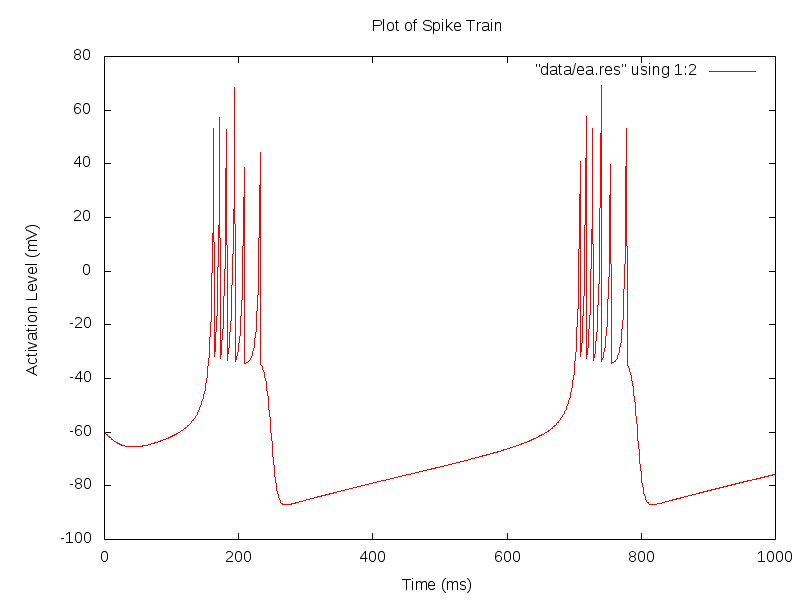 Plot of Spike Train
"data/ea.res" using 1:2
80
60
40
20
0
-20
-40
-60
-80
-100
Activation Level (mV)
0 200 400 600 800 1000
Time (ms)